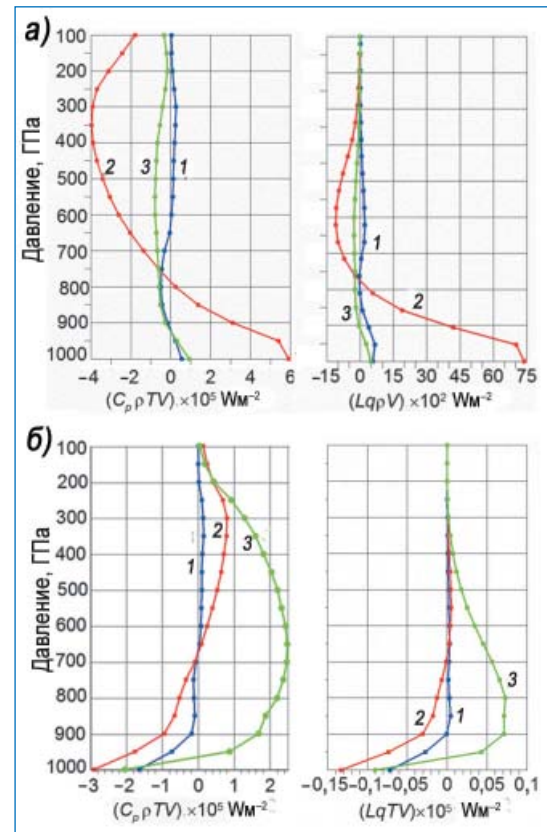 а)
Давление, ГПа
100
200
300
400
500
600
700
800
900
1000
2
3
1
-4 -2 0 2 4 6
(CₚρTV).×10⁵ Wм⁻²
1
2
3
-15 0 15 30 45 60 75
(LqρV)×10² Wм⁻²
б)
Давление, ГПа
100
200
300
400
500
600
700
800
900
1000
1
2
3
-3 -2 -1 0 1 2
(CₚρTV)×10⁵ Wм⁻²
2
1
3
-0,15 -0,1 -0,05 0 0,05 0,1
(LqTV)×10⁵ Wм⁻²